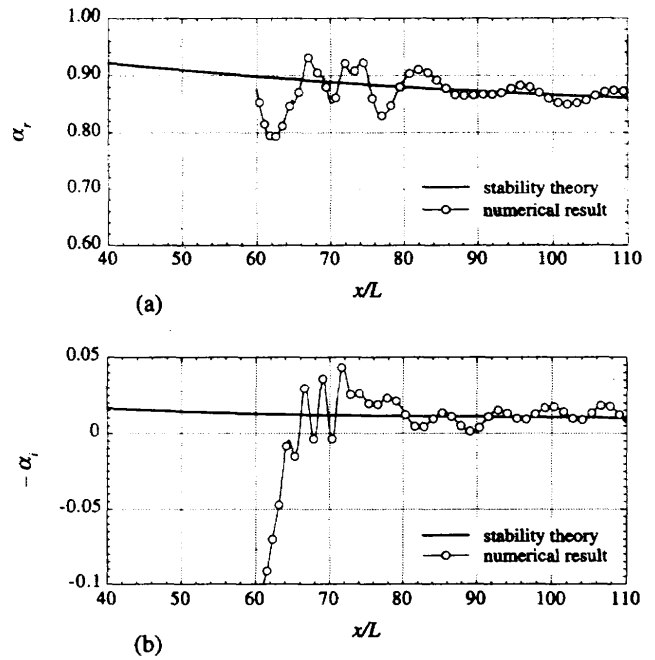 1.00
0.90
0.80
0.70
0.60
αr
stability theory
numerical result
40 50 60 70 80 90 100 110
x/L
(a)
0.05
0
-0.05
-0.1
− αi
stability theory
numerical result
40 50 60 70 80 90 100 110
x/L
(b)